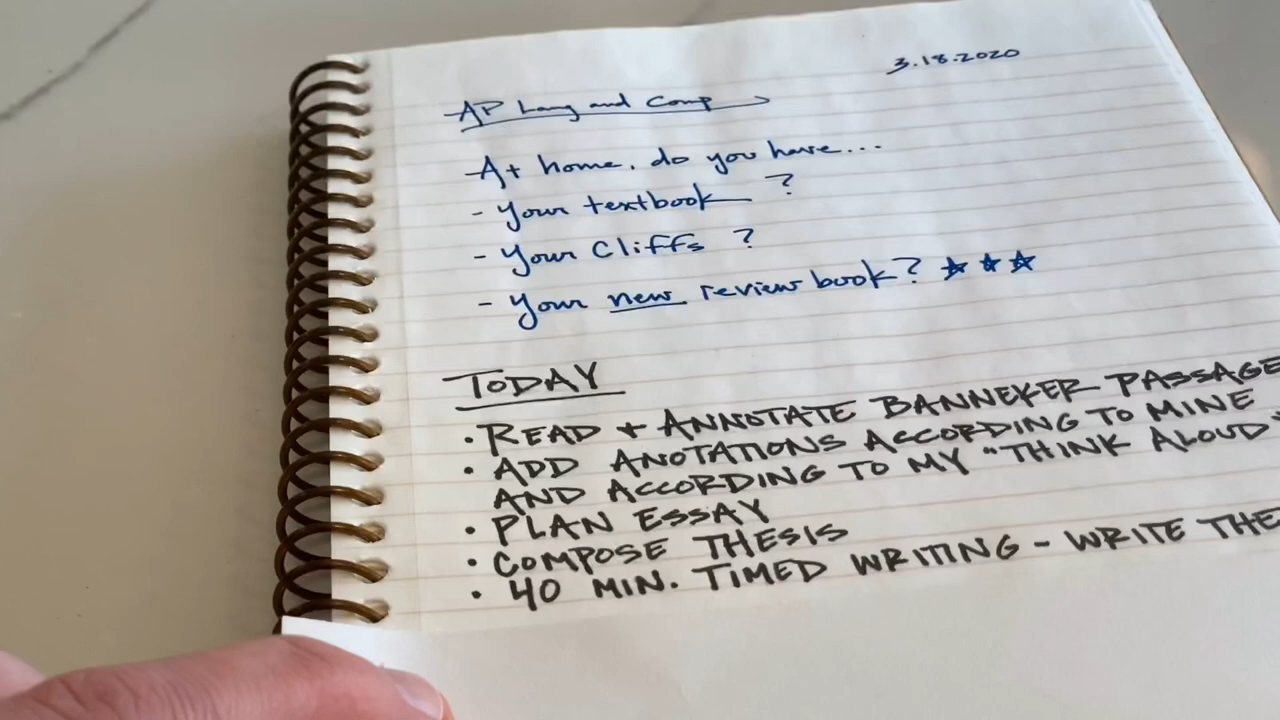 3.18.2020
AP Lang and Comp
At home, do you have...
- Your textbook ?
- Your Cliffs ?
- Your new review book? ★ ★ ★
TODAY
• READ + ANNOTATE BANNEKER PASSAGE
• ADD ANOTATIONS ACCORDING TO MINE
AND ACCORDING TO MY "THINK ALOUD"
• PLAN ESSAY
• COMPOSE THESIS
• 40 MIN. TIMED WRITING - WRITE THE